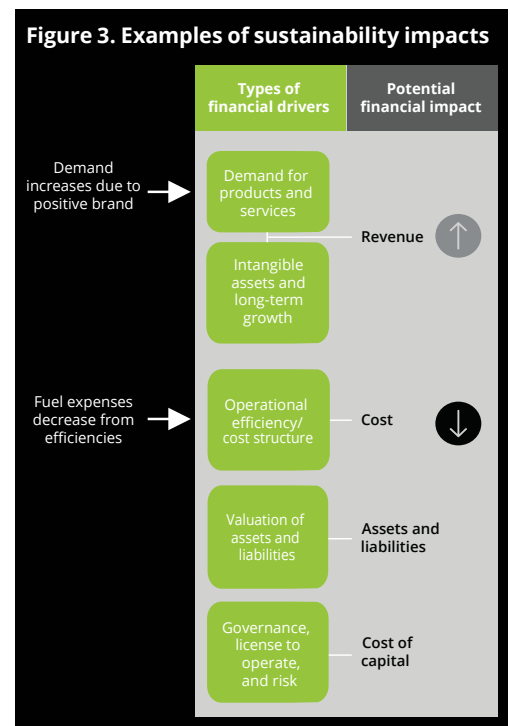 Figure 3. Examples of sustainability impacts
Types of
financial drivers
Potential
financial impact
Demand
increases due to
positive brand
Demand for
products and
services
Revenue
Intangible
assets and
long-term
growth
Fuel expenses
decrease from
efficiencies
Operational
efficiency/
cost structure
Cost
Valuation of
assets and
liabilities
Assets and
liabilities
Governance,
license to
operate,
and risk
Cost of
capital